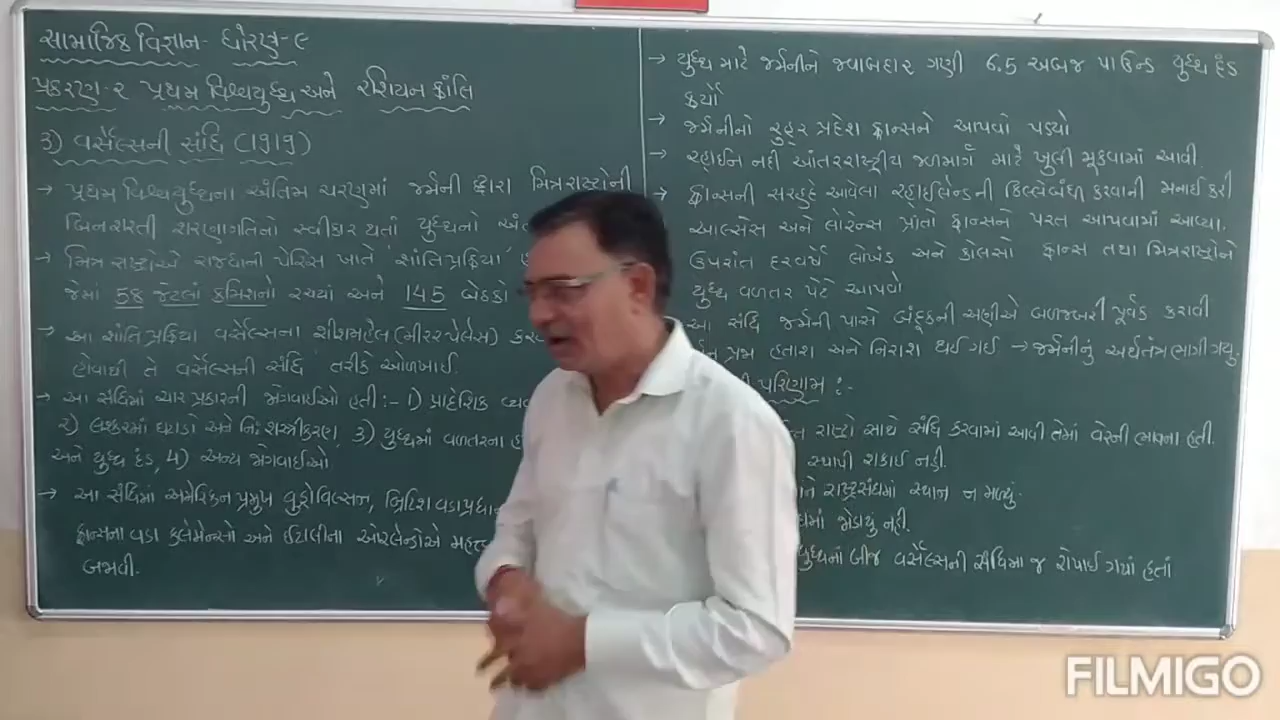 સામાજિક વિજ્ઞાન- ધોરણ-૯
પ્રકરણ-૨ પ્રથમ વિશ્વયુદ્ધ અને રશિયન ક્રાંતિ
૩) વર્સેલ્સની સંધિ (૧૯૧૯)
→ પ્રથમ વિશ્વયુદ્ધના અંતિમ ચરણમાં જર્મની દ્વારા મિત્રરાષ્ટ્રોની
બિનશરતી શરણાગતિનો સ્વીકાર થતાં યુદ્ધનો અં
→ મિત્ર રાષ્ટ્રોએ રાજધાની પેરિસ ખાતે 'શાંતિપ્રક્રિયા'
જેમાં 58 જેટલાં કમિશનો રચ્યાં અને 145 બેઠકો
→ આ શાંતિ પ્રક્રિયા વર્સેલ્સના શીશમહેલ (મીરર-પેલેસ)
હોવાથી તે વર્સેલ્સની સંધિ તરીકે ઓળખાઈ.
→ આ સંધિમાં ચાર પ્રકારની જોગવાઈઓ હતી:- 1) પ્રાદેશિક વ્યવ
૨) લશ્કરમાં ઘટાડો અને નિ:શસ્ત્રીકરણ, 3) યુદ્ધમાં વળતરના હ
અને યુદ્ધ દંડ, 4) અન્ય જોગવાઈઓ
→ આ સંધિમાં અમેરિકન પ્રમુખ વુડ્રો વિલ્સન, બ્રિટિશ વડાપ્રધા
ફ્રાન્સના વડા ક્લેમેન્સો અને ઈટાલીના ઓરલેન્ડોએ મહત્ત્
બજવી.
→ યુદ્ધ માટે જર્મનીને જવાબદાર ગણી 6.5 અબજ પાઉન્ડ યુદ્ધ દંડ
કર્યો
→ જર્મનીનો રુહર પ્રદેશ ફ્રાન્સને આપવો પડ્યો
→ રહાઈન નદી આંતરરાષ્ટ્રીય જળમાર્ગ માટે ખુલી મૂકવામાં આવી.
→ ફ્રાન્સની સરહદે આવેલા રહાઈલેન્ડની કિલ્લેબંધી કરવાની મનાઈ કરી
આલ્સેસ અને લોરેન્સ પ્રાંતો ફ્રાન્સને પરત આપવામાં આવ્યા.
ઉપરાંત દરવર્ષે લોખંડ અને કોલસો ફ્રાન્સ તથા મિત્રરાષ્ટ્રોને
યુદ્ધ વળતર પેટે આપવો
આ સંધિ જર્મની પાસે બંદૂકની અણીએ બળજબરી પૂર્વક કરાવી
પ્રજા હતાશ અને નિરાશ થઈ ગઈ → જર્મનીનું અર્થતંત્ર ભાંગી ગયુ.
પરિણામ :-
રાષ્ટ્રો સાથે સંધિ કરવામાં આવી તેમાં વેરની ભાવના હતી.
સ્થાપી શકાઈ નહી.
ને રાષ્ટ્રસંઘમાં સ્થાન ન મળ્યું.
માં જોડાયું નહી.
યુદ્ધના બીજ વર્સેલ્સની સંધિમા જ રોપાઈ ગયાં હતાં
FILMIGO